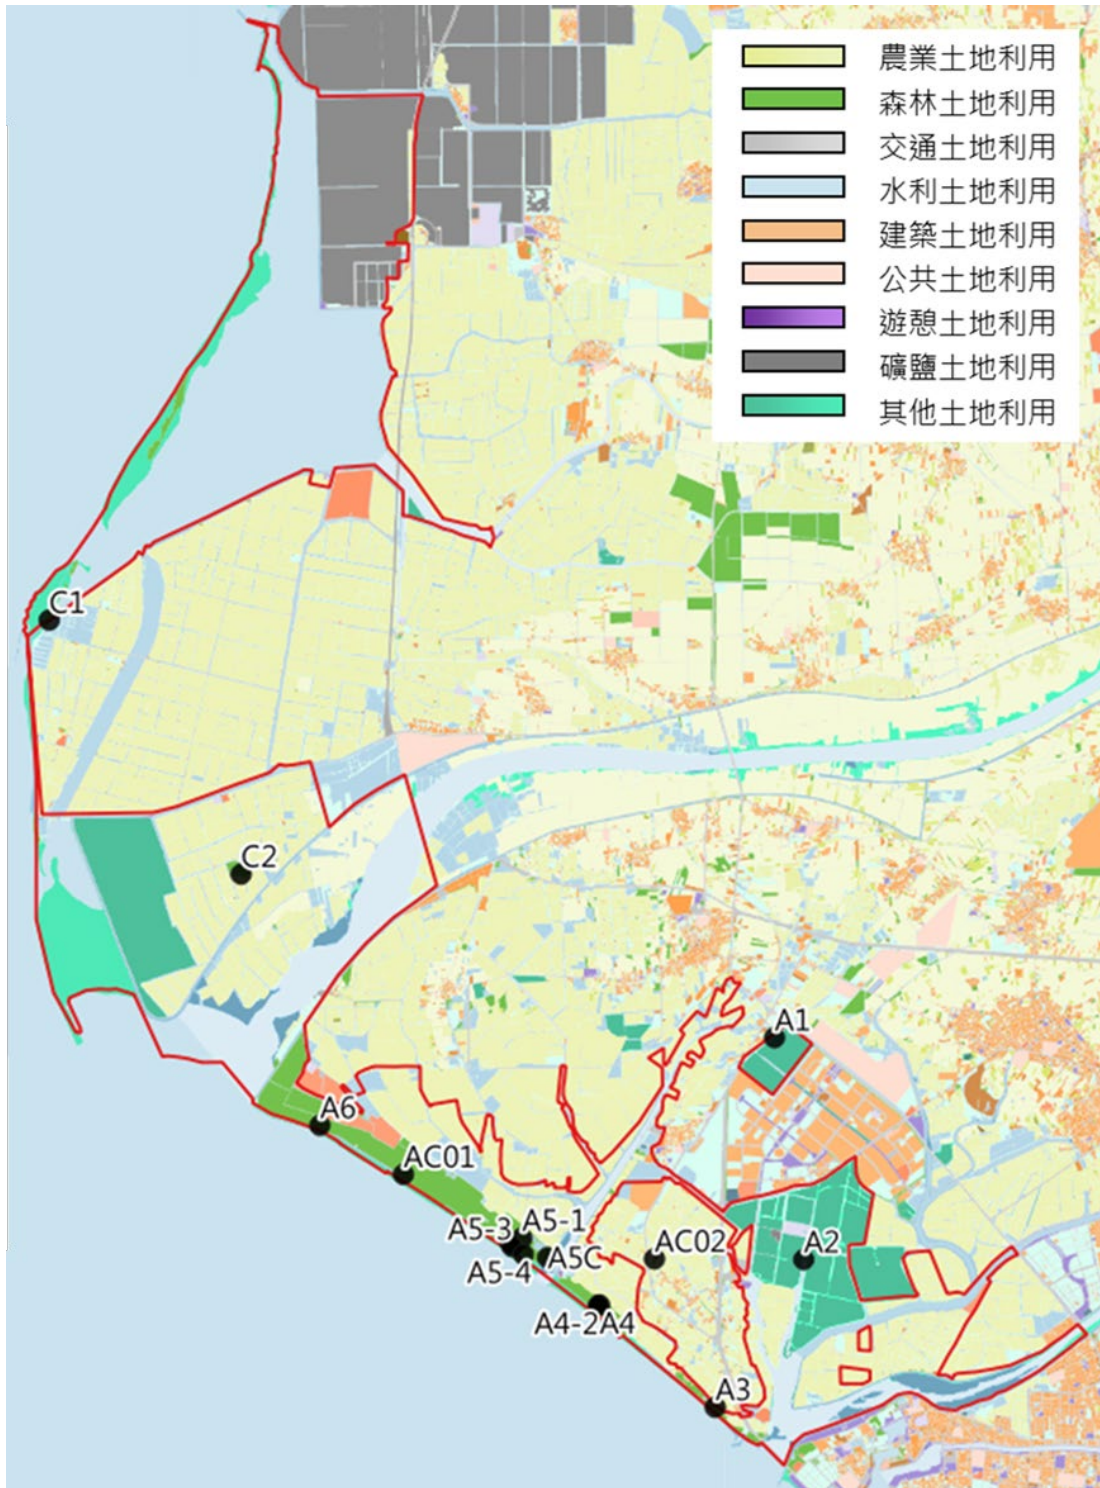 農業土地利用
森林土地利用
交通土地利用
水利土地利用
建築土地利用
公共土地利用
遊憩土地利用
礦鹽土地利用
其他土地利用
C1
C2
A1
A6
AC01
A5-3
A5-1
A5-4
A5C
AC02
A2
A4-2A4
A3